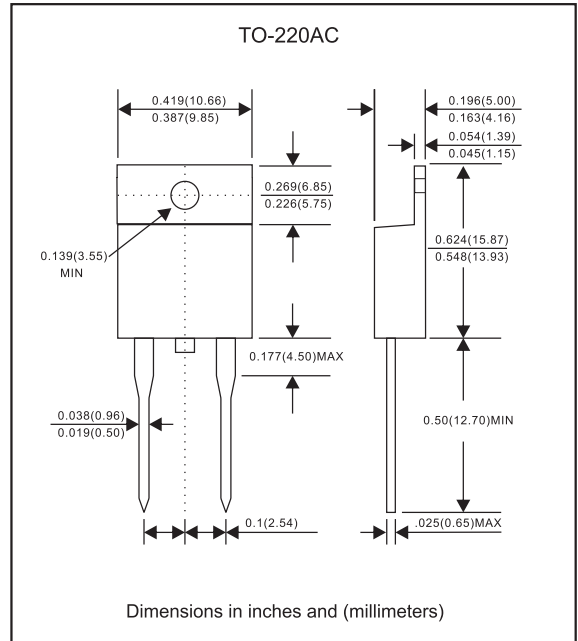 TO-220AC
0.419(10.66)
0.387(9.85)
0.196(5.00)
0.163(4.16)
0.054(1.39)
0.045(1.15)
0.269(6.85)
0.226(5.75)
0.139(3.55)
MIN
0.624(15.87)
0.548(13.93)
0.177(4.50)MAX
0.038(0.96)
0.019(0.50)
0.50(12.70)MIN
0.1(2.54)
.025(0.65)MAX
Dimensions in inches and (millimeters)